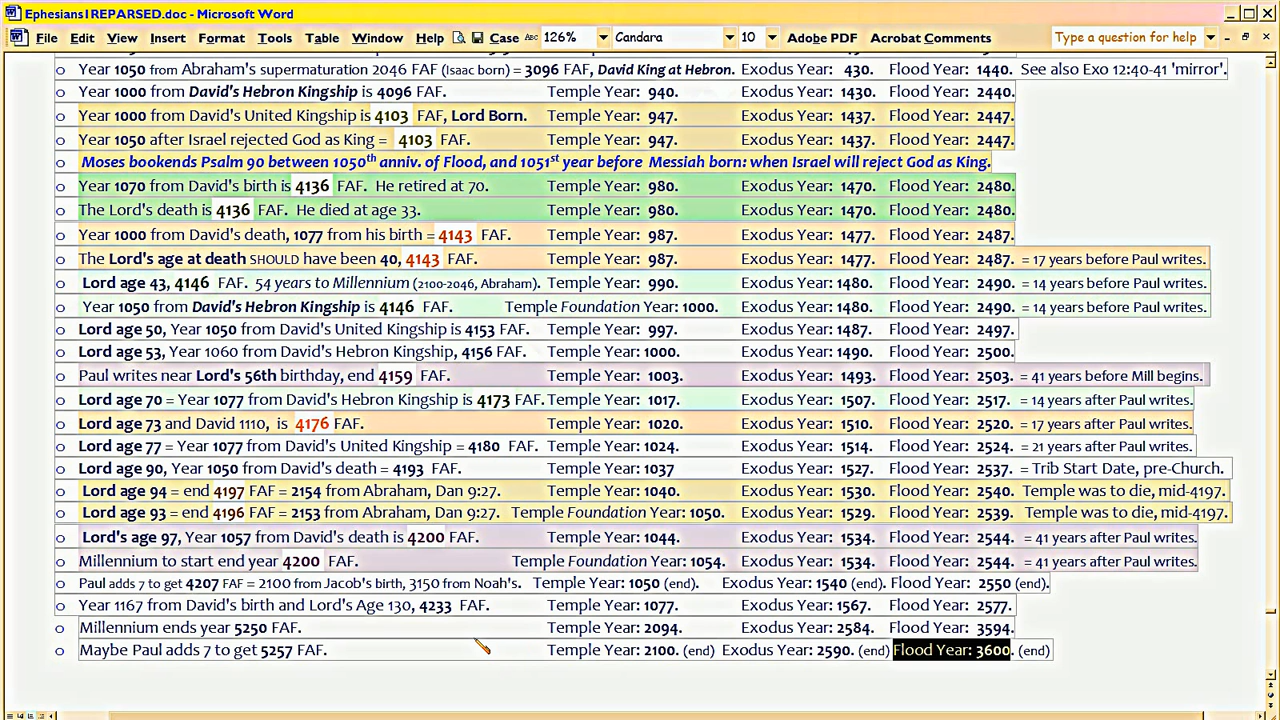 Ephesians1REPARSED.doc - Microsoft Word
File Edit View Insert Format Tools Table Window Help Case ABC 126% Candara 10 Adobe PDF Acrobat Comments Type a question for help
o Year 1050 from Abraham's supermaturation 2046 FAF (Isaac born) = 3096 FAF, David King at Hebron. Exodus Year: 430. Flood Year: 1440. See also Exo 12:40-41 'mirror'.
o Year 1000 from David's Hebron Kingship is 4096 FAF. Temple Year: 940. Exodus Year: 1430. Flood Year: 2440.
o Year 1000 from David's United Kingship is 4103 FAF, Lord Born. Temple Year: 947. Exodus Year: 1437. Flood Year: 2447.
o Year 1050 after Israel rejected God as King = 4103 FAF. Temple Year: 947. Exodus Year: 1437. Flood Year: 2447.
o Moses bookends Psalm 90 between 1050th anniv. of Flood, and 1051st year before Messiah born: when Israel will reject God as King.
o Year 1070 from David's birth is 4136 FAF. He retired at 70. Temple Year: 980. Exodus Year: 1470. Flood Year: 2480.
o The Lord's death is 4136 FAF. He died at age 33. Temple Year: 980. Exodus Year: 1470. Flood Year: 2480.
o Year 1000 from David's death, 1077 from his birth = 4143 FAF. Temple Year: 987. Exodus Year: 1477. Flood Year: 2487.
o The Lord's age at death SHOULD have been 40, 4143 FAF. Temple Year: 987. Exodus Year: 1477. Flood Year: 2487. = 17 years before Paul writes.
o Lord age 43, 4146 FAF. 54 years to Millennium (2100-2046, Abraham). Temple Year: 990. Exodus Year: 1480. Flood Year: 2490. = 14 years before Paul writes.
o Year 1050 from David's Hebron Kingship is 4146 FAF. Temple Foundation Year: 1000. Exodus Year: 1480. Flood Year: 2490. = 14 years before Paul writes.
o Lord age 50, Year 1050 from David's United Kingship is 4153 FAF. Temple Year: 997. Exodus Year: 1487. Flood Year: 2497.
o Lord age 53, Year 1060 from David's Hebron Kingship, 4156 FAF. Temple Year: 1000. Exodus Year: 1490. Flood Year: 2500.
o Paul writes near Lord's 56th birthday, end 4159 FAF. Temple Year: 1003. Exodus Year: 1493. Flood Year: 2503. = 41 years before Mill begins.
o Lord age 70 = Year 1077 from David's Hebron Kingship is 4173 FAF. Temple Year: 1017. Exodus Year: 1507. Flood Year: 2517. = 14 years after Paul writes.
o Lord age 73 and David 1110, is 4176 FAF. Temple Year: 1020. Exodus Year: 1510. Flood Year: 2520. = 17 years after Paul writes.
o Lord age 77 = Year 1077 from David's United Kingship = 4180 FAF. Temple Year: 1024. Exodus Year: 1514. Flood Year: 2524. = 21 years after Paul writes.
o Lord age 90, Year 1050 from David's death = 4193 FAF. Temple Year: 1037 Exodus Year: 1527. Flood Year: 2537. = Trib Start Date, pre-Church.
o Lord age 94 = end 4197 FAF = 2154 from Abraham, Dan 9:27. Temple Year: 1040. Exodus Year: 1530. Flood Year: 2540. Temple was to die, mid-4197.
o Lord age 93 = end 4196 FAF = 2153 from Abraham, Dan 9:27. Temple Foundation Year: 1050. Exodus Year: 1529. Flood Year: 2539. Temple was to die, mid-4197.
o Lord's age 97, Year 1057 from David's death is 4200 FAF. Temple Year: 1044. Exodus Year: 1534. Flood Year: 2544. = 41 years after Paul writes.
o Millennium to start end year 4200 FAF. Temple Foundation Year: 1054. Exodus Year: 1534. Flood Year: 2544. = 41 years after Paul writes.
o Paul adds 7 to get 4207 FAF = 2100 from Jacob's birth, 3150 from Noah's. Temple Year: 1050 (end). Exodus Year: 1540 (end). Flood Year: 2550 (end).
o Year 1167 from David's birth and Lord's Age 130, 4233 FAF. Temple Year: 1077. Exodus Year: 1567. Flood Year: 2577.
o Millennium ends year 5250 FAF. Temple Year: 2094. Exodus Year: 2584. Flood Year: 3594.
o Maybe Paul adds 7 to get 5257 FAF. Temple Year: 2100. (end) Exodus Year: 2590. (end) Flood Year: 3600. (end)